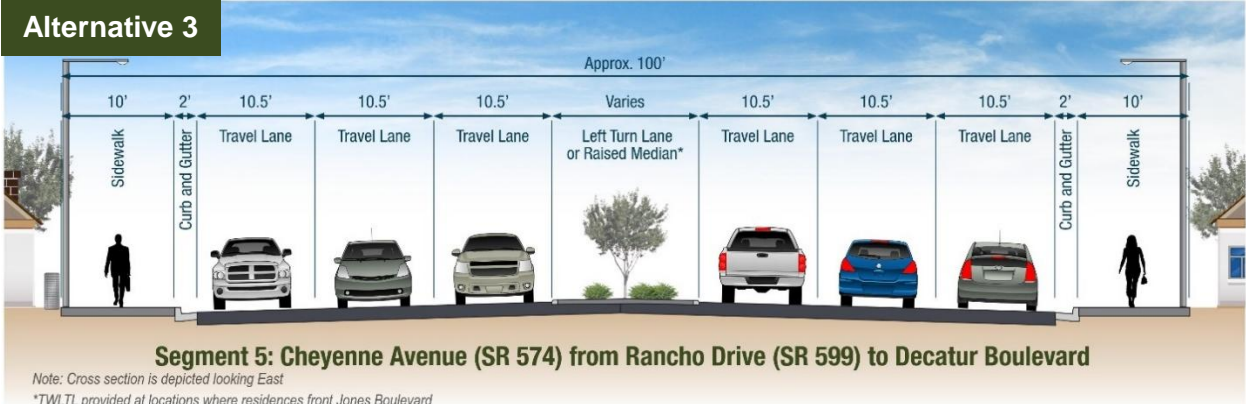 Alternative 3
Approx. 100'
10' 2' 10.5' 10.5' 10.5' Varies 10.5' 10.5' 10.5' 2' 10'
Sidewalk
Curb and Gutter
Travel Lane
Travel Lane
Travel Lane
Left Turn Lane
or Raised Median*
Travel Lane
Travel Lane
Travel Lane
Curb and Gutter
Sidewalk
Segment 5: Cheyenne Avenue (SR 574) from Rancho Drive (SR 599) to Decatur Boulevard
Note: Cross section is depicted looking East
*TWLTL provided at locations where residences front Jones Boulevard